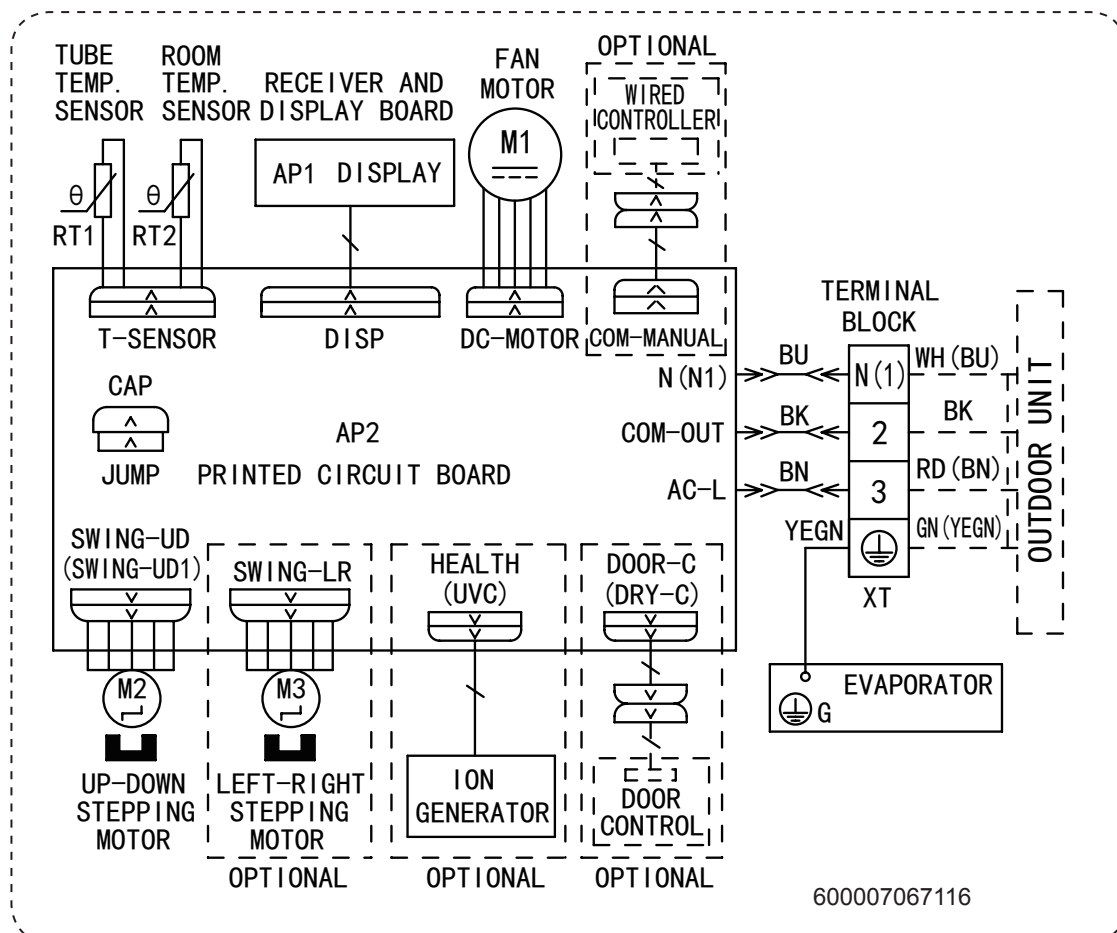 TUBE
TEMP.
SENSOR
ROOM
TEMP.
SENSOR
RECEIVER AND
DISPLAY BOARD
FAN
MOTOR
OPTIONAL
WIRED
CONTROLLER
M1
AP1 DISPLAY
θ
RT1
θ
RT2
T-SENSOR
DISP
DC-MOTOR
COM-MANUAL
TERMINAL
BLOCK
N(N1)
BU
N(1)
WH(BU)
COM-OUT
BK
2
BK
AC-L
BN
3
RD(BN)
YEGN
GN(YEGN)
XT
OUTDOOR UNIT
CAP
JUMP
AP2
PRINTED CIRCUIT BOARD
SWING-UD
(SWING-UD1)
SWING-LR
HEALTH
(UVC)
DOOR-C
(DRY-C)
M2
M3
EVAPORATOR
G
UP-DOWN
STEPPING
MOTOR
LEFT-RIGHT
STEPPING
MOTOR
ION
GENERATOR
DOOR
CONTROL
OPTIONAL
OPTIONAL
OPTIONAL
600007067116